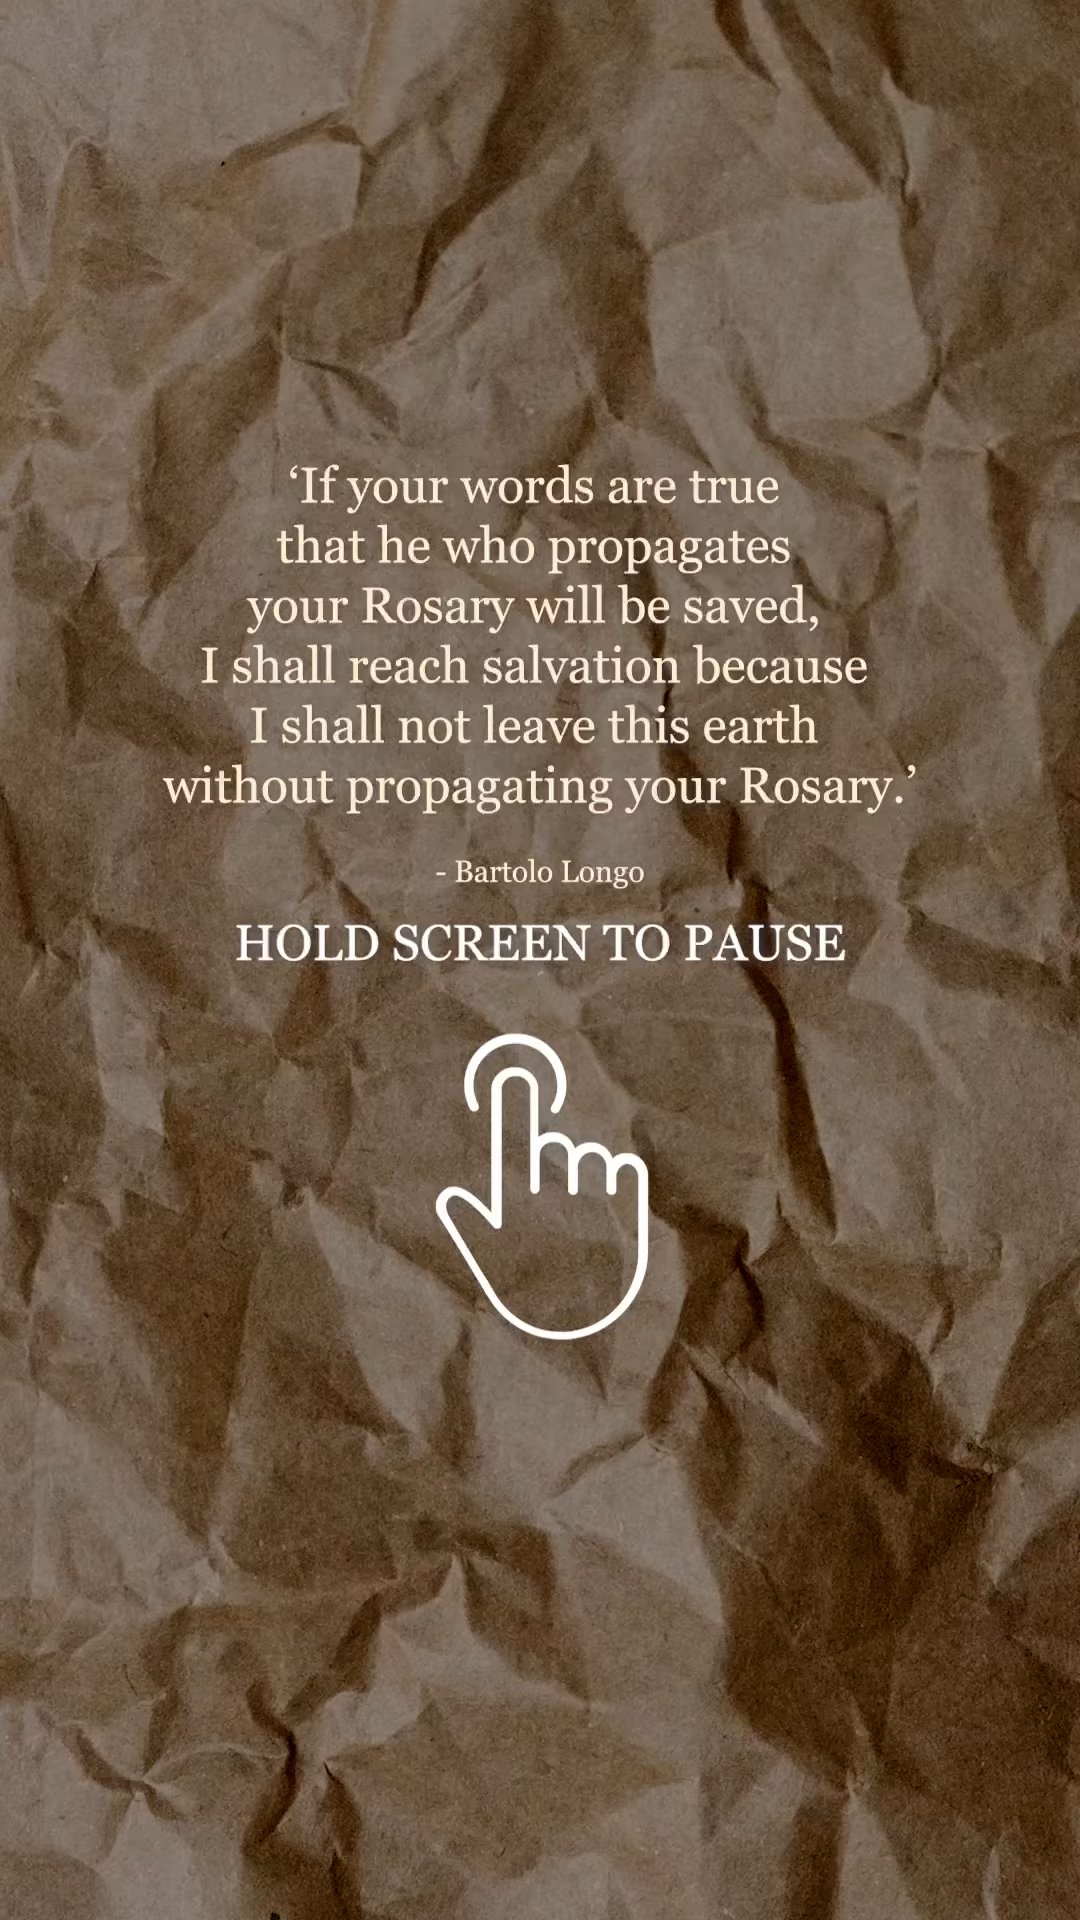 ‘If your words are true
that he who propagates
your Rosary will be saved,
I shall reach salvation because
I shall not leave this earth
without propagating your Rosary.’
- Bartolo Longo
HOLD SCREEN TO PAUSE